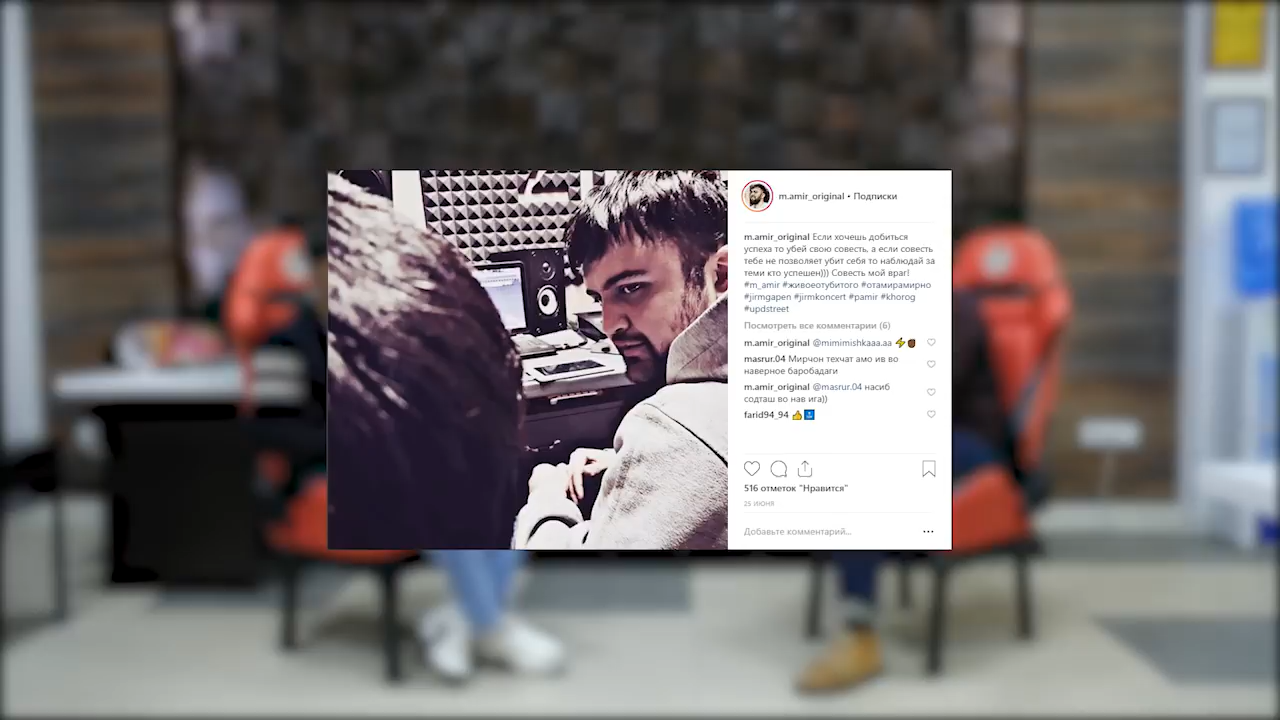 m.amir_original • Подписки
m.amir_original Если хочешь добиться
успеха то убей свою совесть, а если совесть
тебе не позволяет убит себя то наблюдай за
теми кто успешен))) Совесть мой враг!
#m_amir #живоеотубитого #отамирамирно
#jirmgapen #jirmkoncert #pamir #khorog
#updstreet
Посмотреть все комментарии (6)
m.amir_original @mimimishkaaa.aa ⚡✊🏿
masrur.04 Мирчон техчат амо ив во
наверное баробадаги
m.amir_original @masrur.04 насиб
содташ во нав ига))
farid94_94 👍🔝
516 отметок "Нравится"
25 ИЮНЯ
Добавьте комментарий...